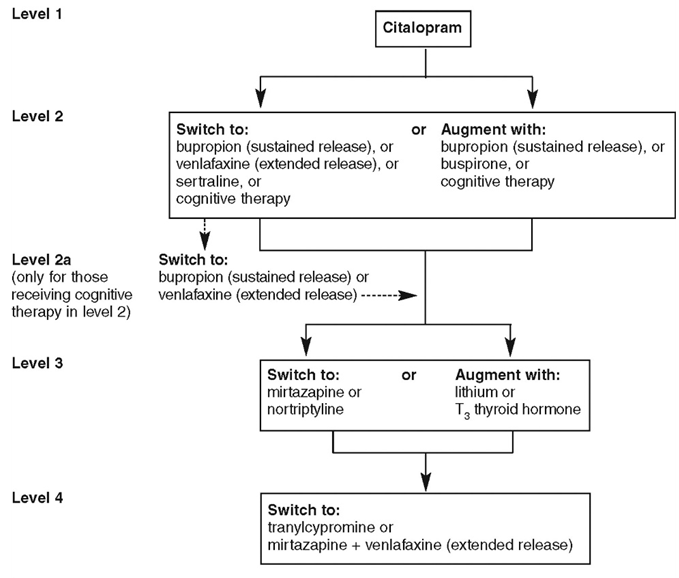 Level 1
Citalopram
Level 2
Switch to: or Augment with:
bupropion (sustained release), or bupropion (sustained release), or
venlafaxine (extended release), or buspirone, or
sertraline, or cognitive therapy
cognitive therapy
Level 2a Switch to:
(only for those bupropion (sustained release) or
receiving cognitive venlafaxine (extended release)
therapy in level 2)
Level 3
Switch to: or Augment with:
mirtazapine or lithium or
nortriptyline T3 thyroid hormone
Level 4
Switch to:
tranylcypromine or
mirtazapine + venlafaxine (extended release)